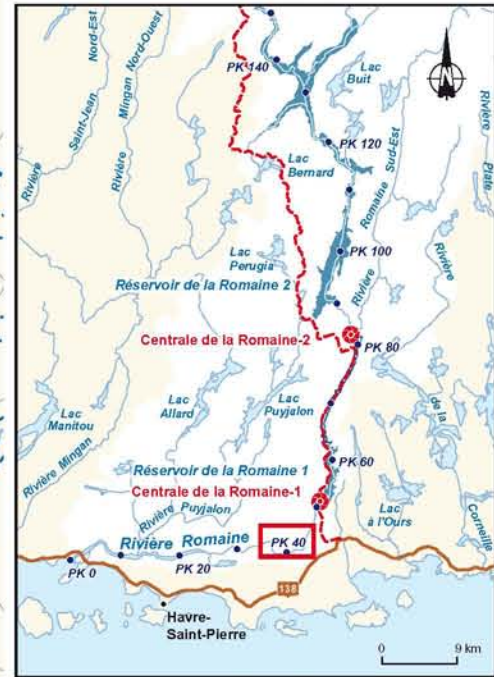 PK 140
Lac
Buit
Rivière
Saint-Jean
Nord-Est
Rivière
Mingan
Nord-Ouest
PK 120
Sud-Est
Rivière
Plate
Lac
Bernard
Romaine
Lac
Perugia
PK 100
Rivière
Réservoir de la Romaine 2
Rivière
Centrale de la Romaine-2
PK 80
Lac
Manitou
Lac
Allard
Lac
Puyjalon
de la
Rivière Mingan
Réservoir de la Romaine 1
PK 60
Centrale de la Romaine-1
Rivière Puyjalon
Lac
à l'Ours
Corneille
Rivière Romaine
PK 40
PK 0
PK 20
138
Havre-
Saint-Pierre
0 9 km